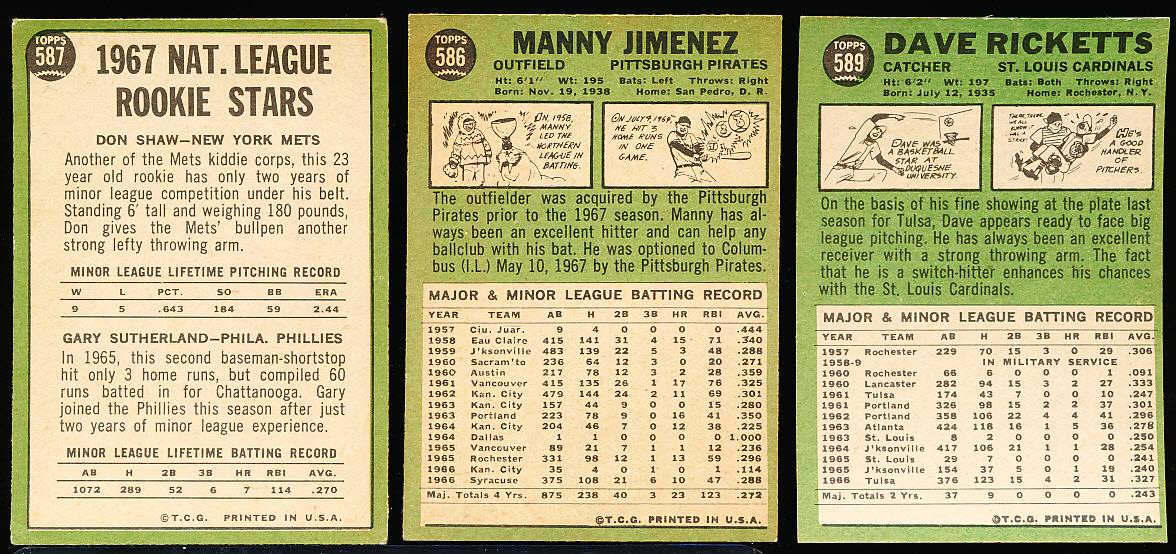 TOPPS
587
1967 NAT. LEAGUE
ROOKIE STARS
DON SHAW—NEW YORK METS
Another of the Mets kiddie corps, this 23
year old rookie has only two years of
minor league competition under his belt.
Standing 6' tall and weighing 180 pounds,
Don gives the Mets' bullpen another
strong lefty throwing arm.
MINOR LEAGUE LIFETIME PITCHING RECORD
W L PCT. SO BB ERA
9 5 .643 184 59 2.44
GARY SUTHERLAND—PHILA. PHILLIES
In 1965, this second baseman-shortstop
hit only 3 home runs, but compiled 60
runs batted in for Chattanooga. Gary
joined the Phillies this season after just
two years of minor league experience.
MINOR LEAGUE LIFETIME BATTING RECORD
AB H 2B 3B HR RBI AVG.
1072 289 52 6 7 114 .270
©T.C.G. PRINTED IN U.S.A.
TOPPS
586
MANNY JIMENEZ
OUTFIELD PITTSBURGH PIRATES
Ht: 6'1" Wt: 195 Bats: Left Throws: Right
Born: Nov. 19, 1938 Home: San Pedro, D. R.
IN 1958,
MANNY
LED THE
NORTHERN
LEAGUE IN
BATTING.
ON JULY 4, 1964,
HE HIT 3
HOME RUNS
IN ONE
GAME.
The outfielder was acquired by the Pittsburgh
Pirates prior to the 1967 season. Manny has al-
ways been an excellent hitter and can help any
ballclub with his bat. He was optioned to Colum-
bus (I.L.) May 10, 1967 by the Pittsburgh Pirates.
MAJOR & MINOR LEAGUE BATTING RECORD
YEAR TEAM AB H 2B 3B HR RBI AVG.
1957 Ciu. Juar. 9 4 0 0 0 0 .444
1958 Eau Claire 415 141 31 4 15 71 .340
1959 J'ksonville 483 139 22 5 3 48 .288
1960 Sacram'to 236 64 12 3 0 20 .271
1960 Austin 217 78 12 3 2 28 .359
1961 Vancouver 415 135 26 1 17 76 .325
1962 Kan. City 479 144 24 2 11 69 .301
1963 Kan. City 157 44 9 0 0 15 .280
1963 Portland 223 78 9 0 16 41 .350
1964 Kan. City 204 46 7 0 12 38 .225
1964 Dallas 1 1 0 0 0 0 1.000
1965 Vancouver 89 21 7 1 1 12 .236
1965 Rochester 331 98 12 1 13 59 .296
1966 Kan. City 35 4 0 1 0 1 .114
1966 Syracuse 375 108 21 6 10 47 .288
Maj. Totals 4 Yrs. 875 238 40 3 23 123 .272
©T.C.G. PRINTED IN U.S.A.
TOPPS
589
DAVE RICKETTS
CATCHER ST. LOUIS CARDINALS
Ht: 6'2" Wt: 197 Bats: Both Throws: Right
Born: July 12, 1935 Home: Rochester, N.Y.
DAVE WAS
A BASKETBALL
STAR AT
DUQUESNE
UNIVERSITY.
THERE, THERE,
WE ALL
KNOW IT
WAS A
STRIKE!
HE'S
A GOOD
HANDLER
OF
PITCHERS.
On the basis of his fine showing at the plate last
season for Tulsa, Dave appears ready to face big
league pitching. He has always been an excellent
receiver with a strong throwing arm. The fact
that he is a switch-hitter enhances his chances
with the St. Louis Cardinals.
MAJOR & MINOR LEAGUE BATTING RECORD
YEAR TEAM AB H 2B 3B HR RBI AVG.
1957 Rochester 229 70 15 3 0 29 .306
1958-9 IN MILITARY SERVICE
1960 Rochester 66 6 0 0 0 1 .091
1960 Lancaster 282 94 15 3 2 27 .333
1961 Tulsa 174 43 7 0 0 10 .247
1961 Portland 326 98 15 2 2 37 .301
1962 Portland 358 106 22 4 4 41 .296
1963 Atlanta 424 118 16 1 5 36 .278
1963 St. Louis 8 2 0 0 0 0 .250
1964 J'ksonville 417 106 21 1 1 28 .254
1965 St. Louis 29 7 0 0 0 0 .241
1965 J'ksonville 154 37 5 0 1 19 .240
1966 Tulsa 376 123 15 4 2 31 .327
Maj. Totals 2 Yrs. 37 9 0 0 0 0 .243
©T.C.G. PRINTED IN U.S.A.